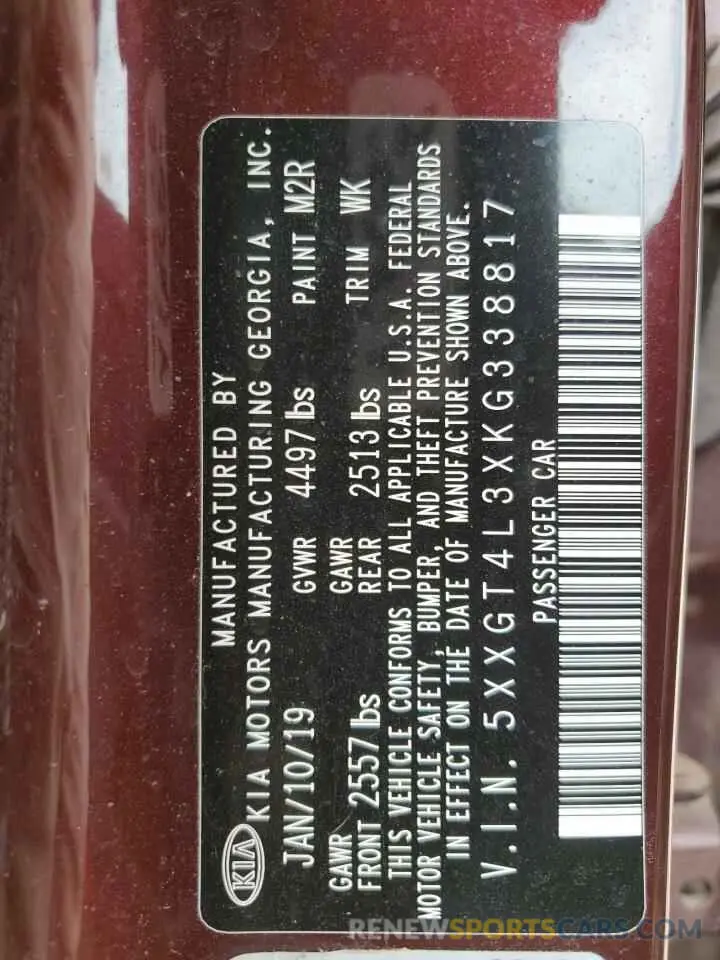 MANUFACTURED BY
KIA KIA MOTORS MANUFACTURING GEORGIA, INC.
JAN/10/19 GVWR 4497 lbs PAINT M2R
GAWR FRONT 2557 lbs GAWR REAR 2513 lbs TRIM WK
THIS VEHICLE CONFORMS TO ALL APPLICABLE U.S.A. FEDERAL
MOTOR VEHICLE SAFETY, BUMPER, AND THEFT PREVENTION STANDARDS
IN EFFECT ON THE DATE OF MANUFACTURE SHOWN ABOVE.
V.I.N. 5XXGT4L3XKG338817
PASSENGER CAR
RENEWSPORTSCARS.COM